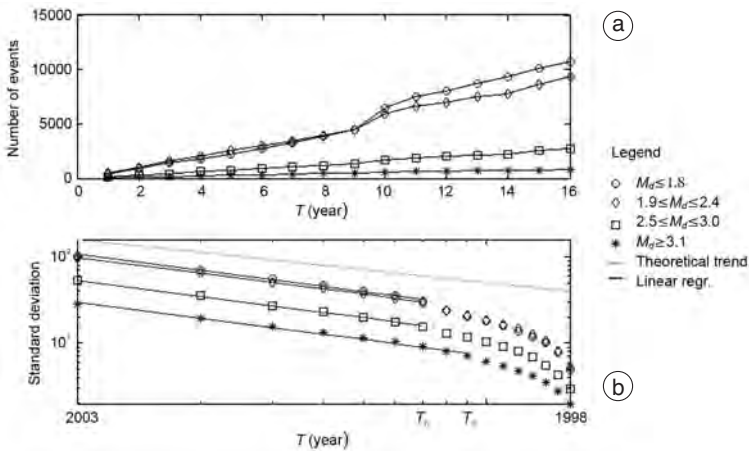 15000
10000
5000
0
Number of events
0 2 4 6 8 10 12 14 16
T (year)
a
Legend
Md≤1.8
1.9≤Md≤2.4
2.5≤Md≤3.0
Md≥3.1
Theoretical trend
Linear regr.
10²
10¹
Standard deviation
2003 1998
T (year)
b